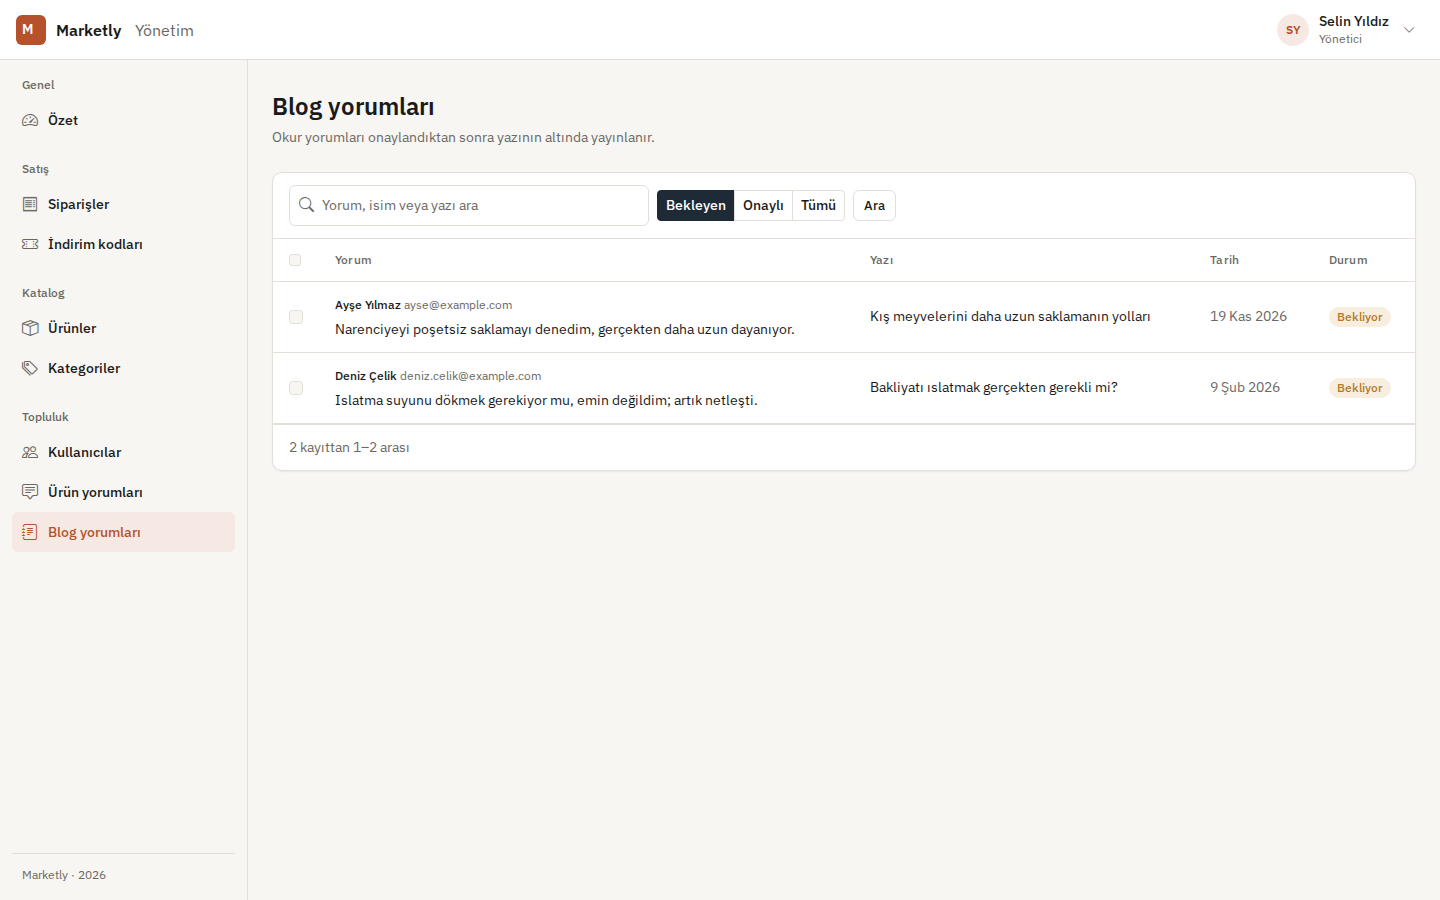 M Marketly Yönetim
SY Selin Yıldız
Yönetici
Genel
Özet
Satış
Siparişler
İndirim kodları
Katalog
Ürünler
Kategoriler
Topluluk
Kullanıcılar
Ürün yorumları
Blog yorumları
Marketly · 2026
Blog yorumları
Okur yorumları onaylandıktan sonra yazının altında yayınlanır.
Yorum, isim veya yazı ara Bekleyen Onaylı Tümü Ara
Yorum Yazı Tarih Durum
Ayşe Yılmaz ayse@example.com
Narenciyeyi poşetsiz saklamayı denedim, gerçekten daha uzun dayanıyor.
Kış meyvelerini daha uzun saklamanın yolları 19 Kas 2026 Bekliyor
Deniz Çelik deniz.celik@example.com
Islatma suyunu dökmek gerekiyor mu, emin değildim; artık netleşti.
Bakliyatı ıslatmak gerçekten gerekli mi? 9 Şub 2026 Bekliyor
2 kayıttan 1–2 arası